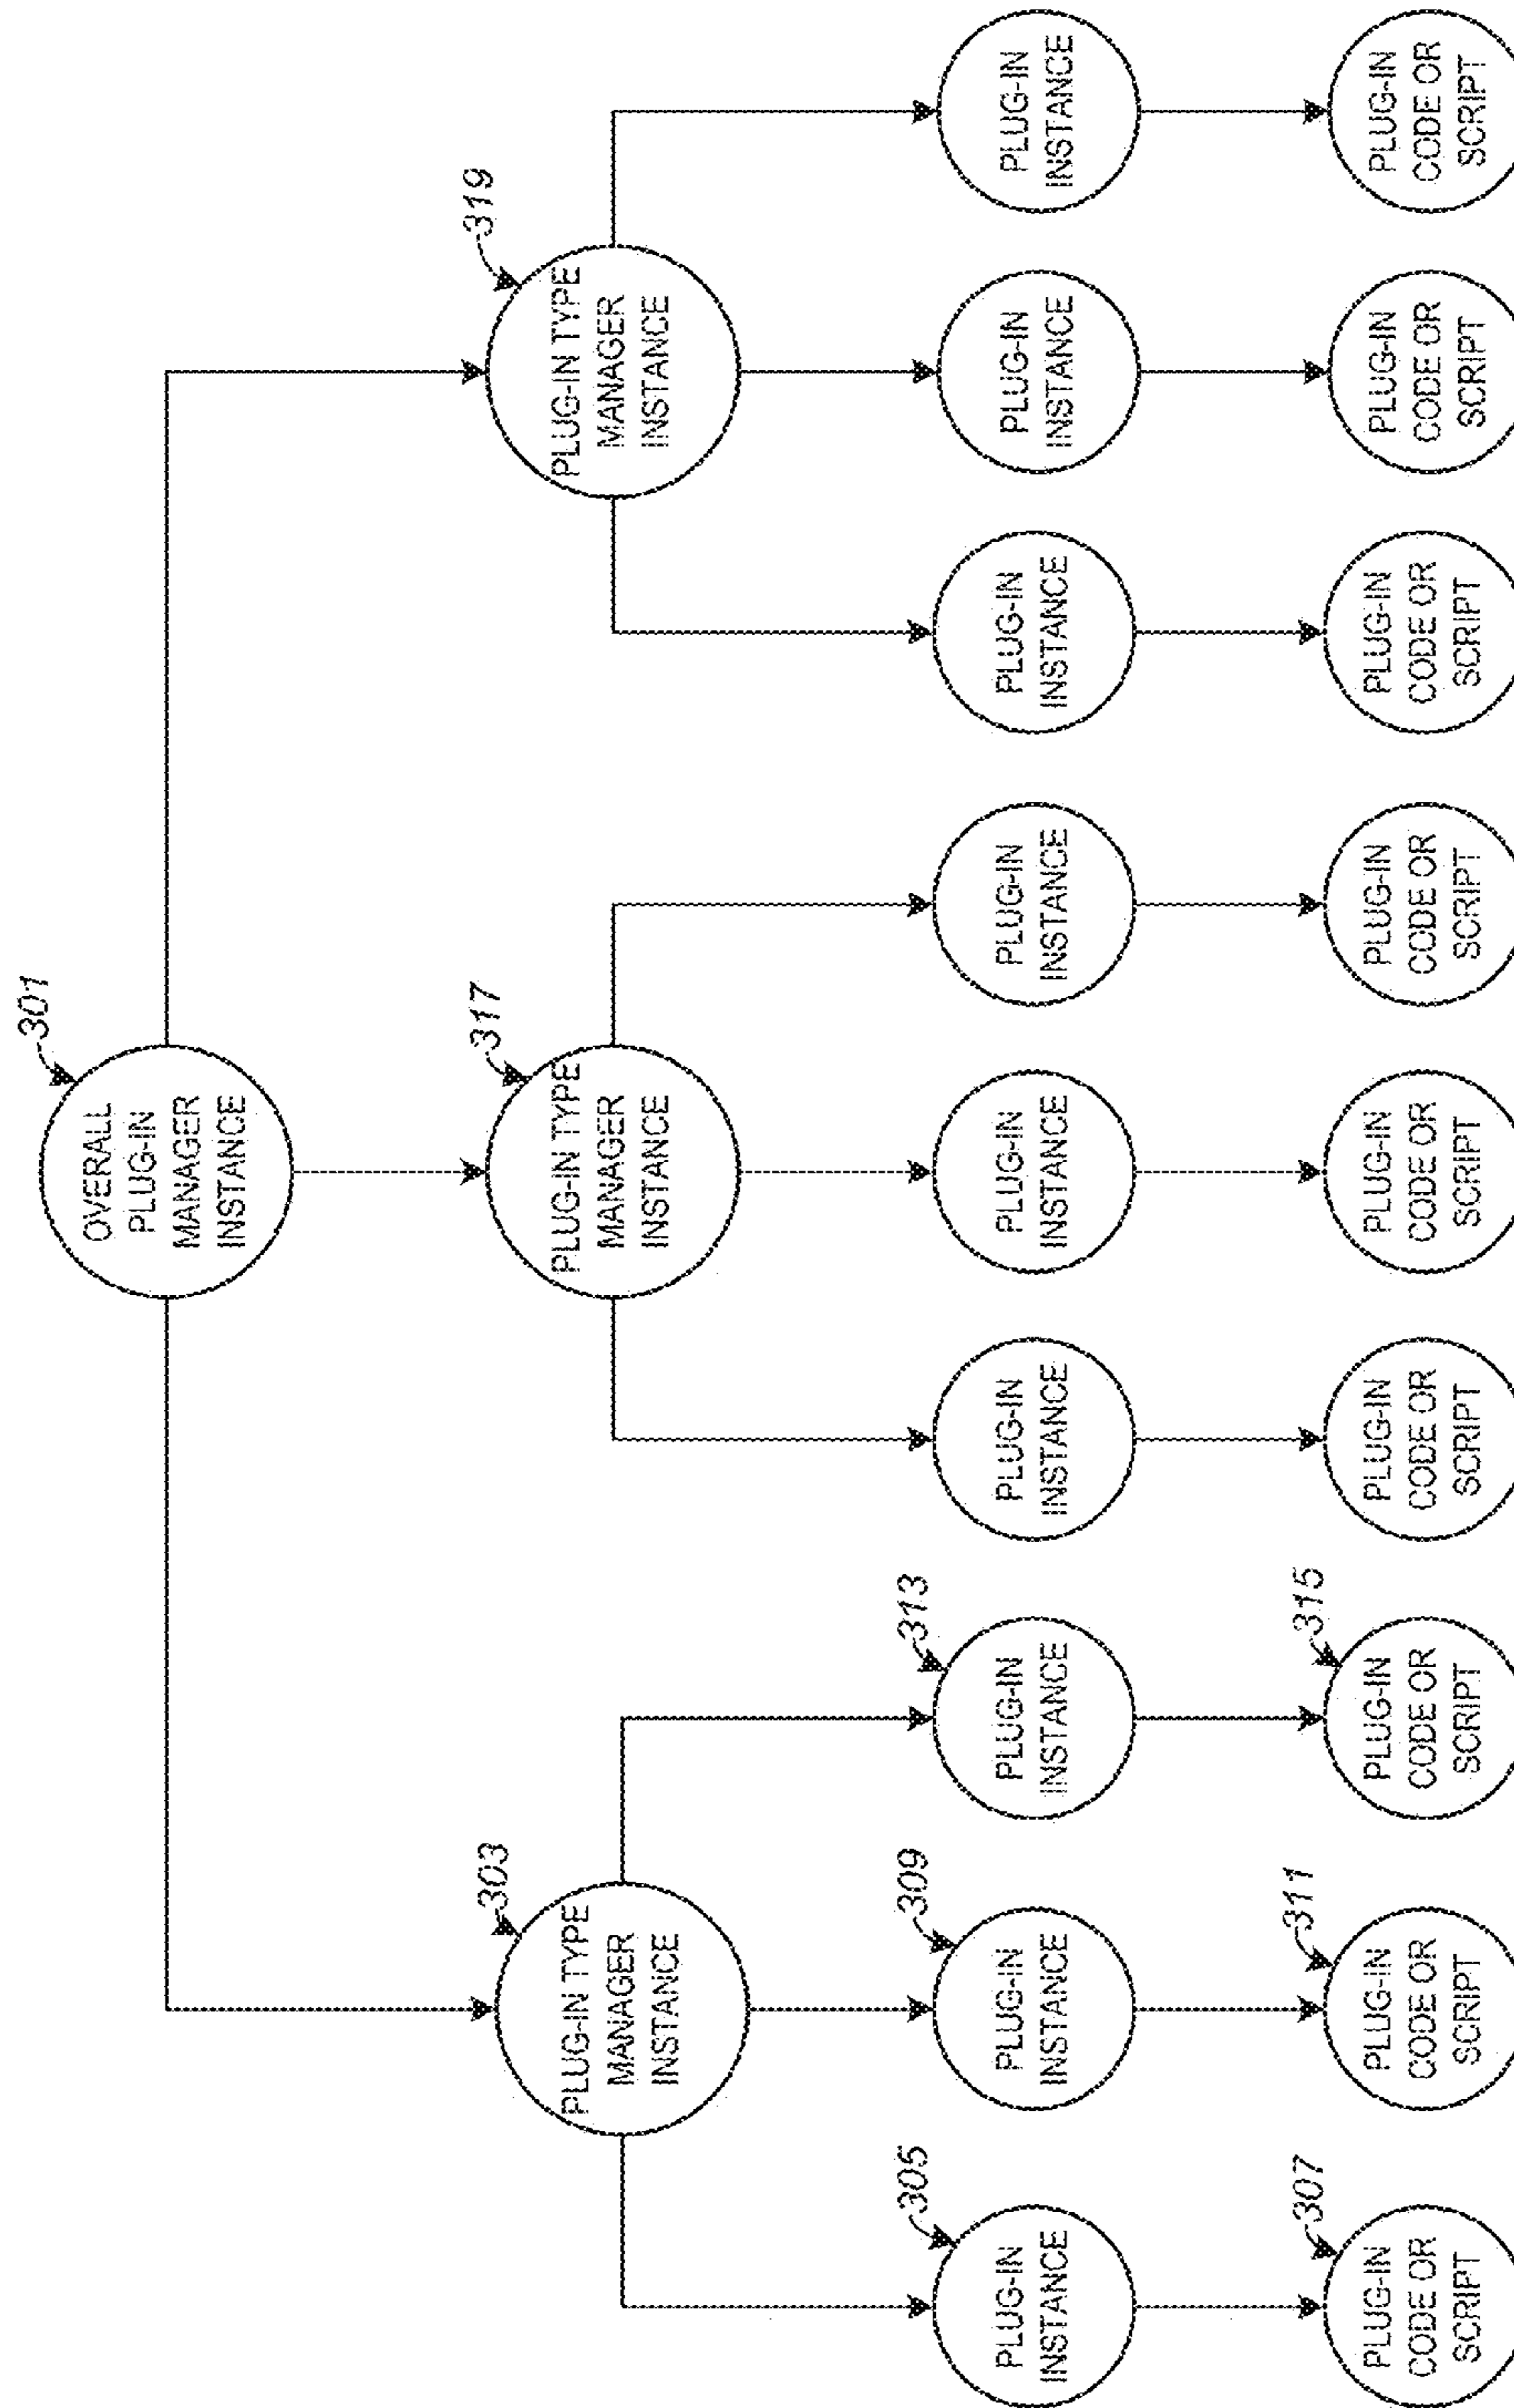 301
OVERALL
PLUG-IN
MANAGER
INSTANCE
303
PLUG-IN TYPE
MANAGER
INSTANCE
317
PLUG-IN TYPE
MANAGER
INSTANCE
319
PLUG-IN TYPE
MANAGER
INSTANCE
305
PLUG-IN
INSTANCE
309
PLUG-IN
INSTANCE
313
PLUG-IN
INSTANCE
PLUG-IN
INSTANCE
PLUG-IN
INSTANCE
PLUG-IN
INSTANCE
PLUG-IN
INSTANCE
PLUG-IN
INSTANCE
PLUG-IN
INSTANCE
307
PLUG-IN
CODE OR
SCRIPT
311
PLUG-IN
CODE OR
SCRIPT
315
PLUG-IN
CODE OR
SCRIPT
PLUG-IN
CODE OR
SCRIPT
PLUG-IN
CODE OR
SCRIPT
PLUG-IN
CODE OR
SCRIPT
PLUG-IN
CODE OR
SCRIPT
PLUG-IN
CODE OR
SCRIPT
PLUG-IN
CODE OR
SCRIPT